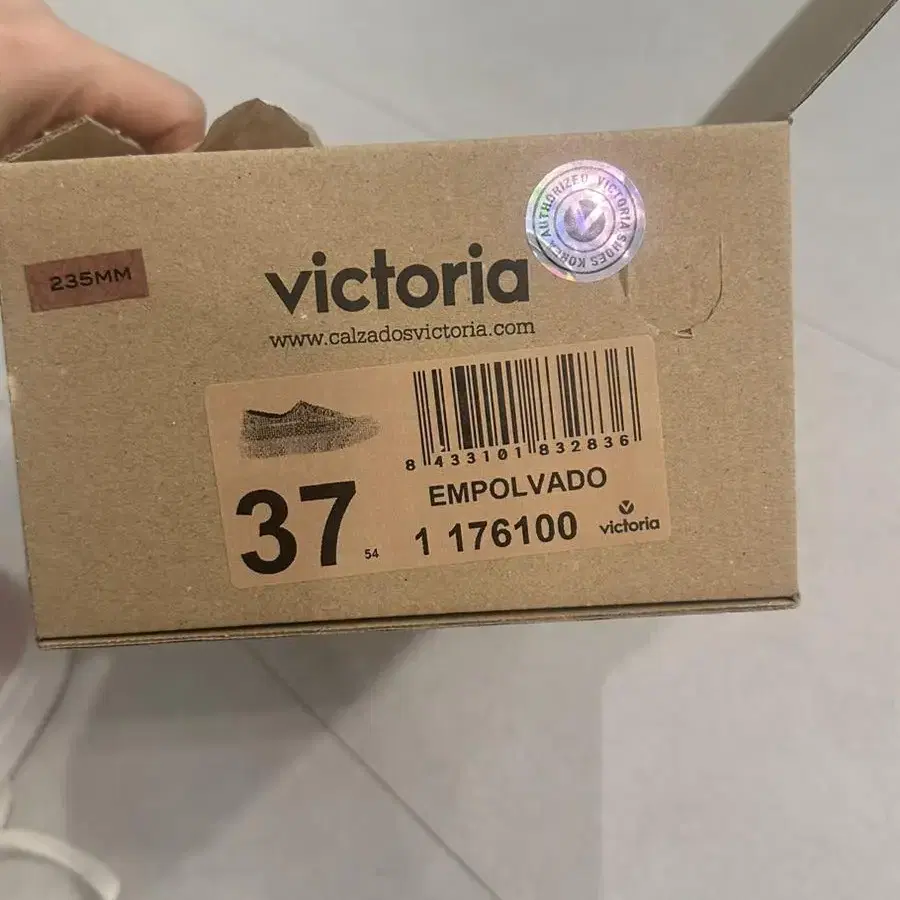 235MM
victoria
AUTHORIZED VICTORIA SHOES KOREA
www.calzadosvictoria.com
8 433101 832836
EMPOLVADO
37 54
1 176100
victoria